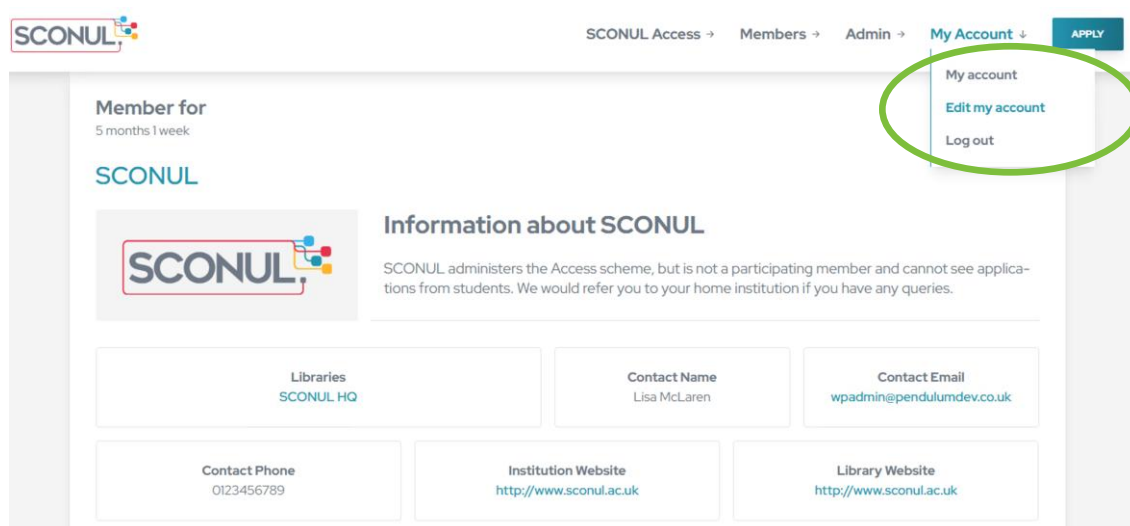 SCONUL.
SCONUL Access → Members → Admin → My Account ↓ APPLY
My account
Edit my account
Log out
Member for
5 months 1 week
SCONUL
SCONUL.
Information about SCONUL
SCONUL administers the Access scheme, but is not a participating member and cannot see applica-
tions from students. We would refer you to your home institution if you have any queries.
Libraries
SCONUL HQ
Contact Name
Lisa McLaren
Contact Email
wpadmin@pendulumdev.co.uk
Contact Phone
0123456789
Institution Website
http://www.sconul.ac.uk
Library Website
http://www.sconul.ac.uk